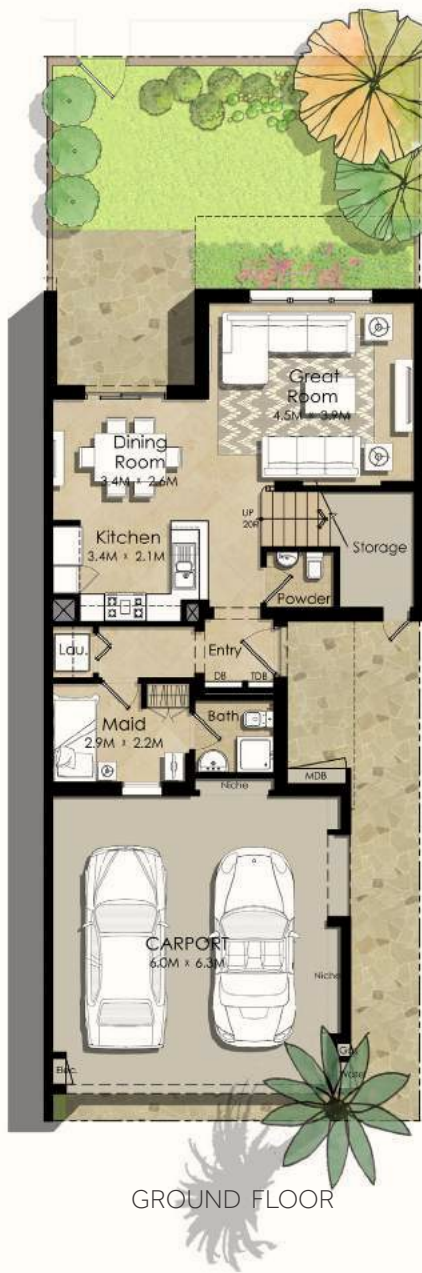 Great
Room
4.5M x 3.9M
Dining
Room
3.4M x 2.6M
UP
20R
Storage
Kitchen
3.4M x 2.1M
Powder
Lau.
Entry
DB
TDB
Bath
Maid
2.9M x 2.2M
MDB
Niche
CARPORT
6.0M x 6.3M
Niche
Gas
Water
Elec.
GROUND FLOOR